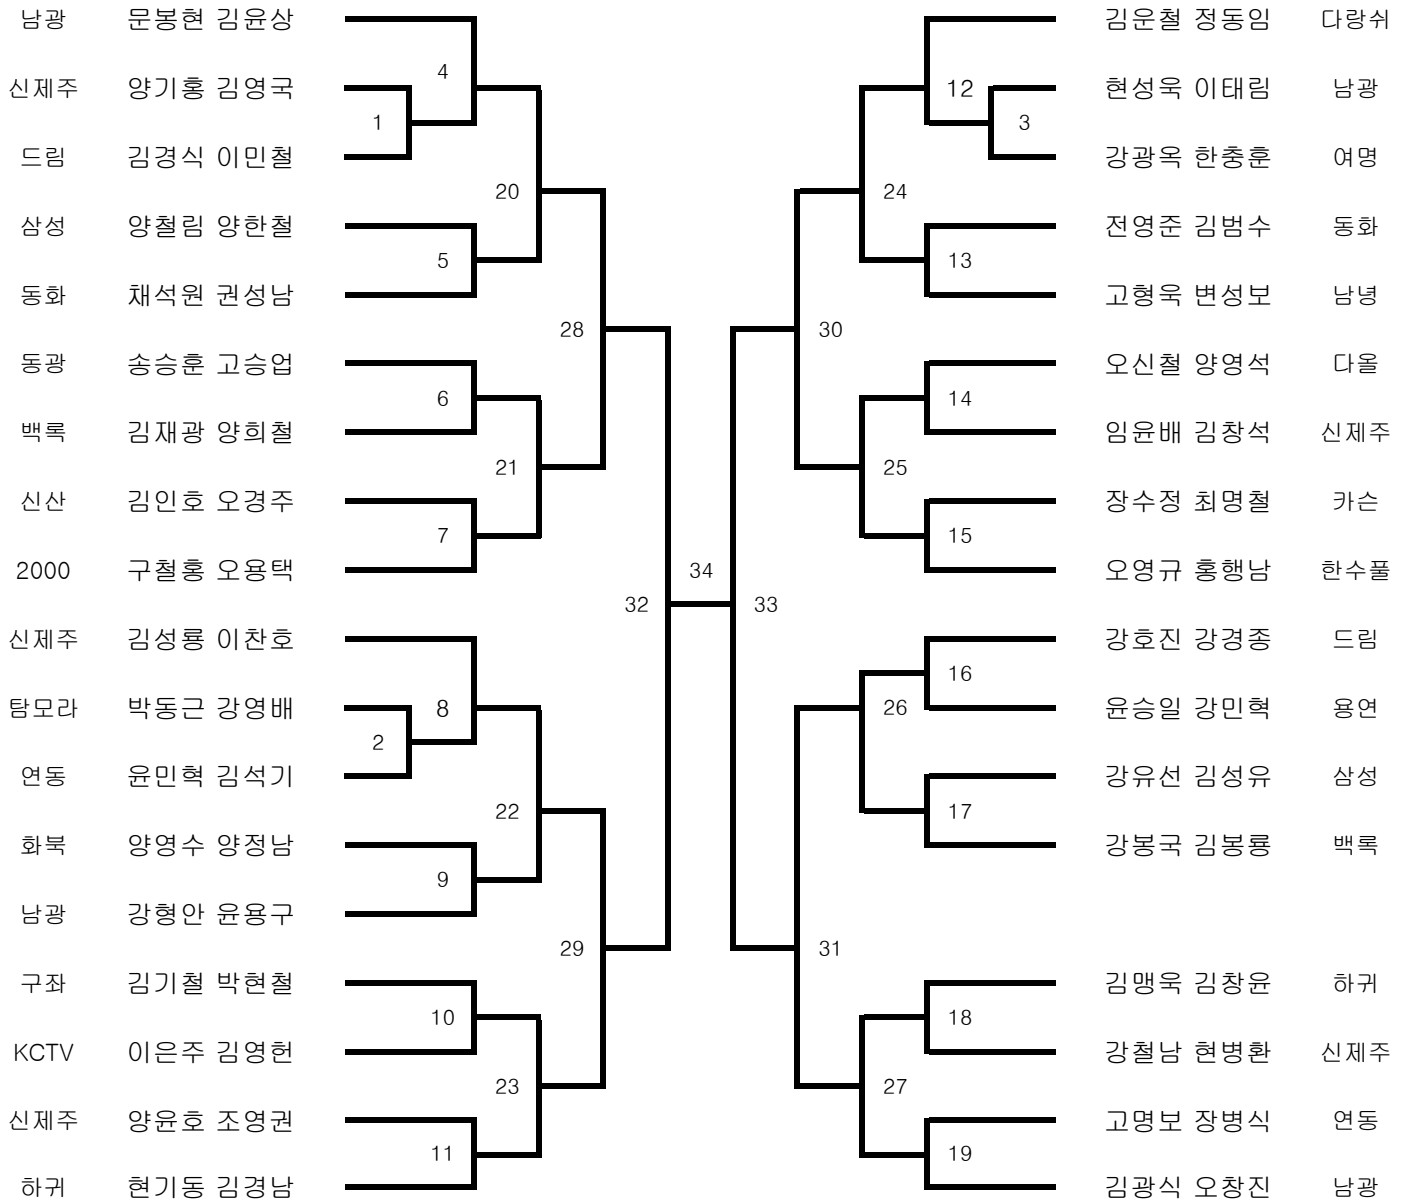 남광 문봉현 김윤상 김운철 정동임 다랑쉬
4
신제주 양기홍 김영국 12 현성욱 이태림 남광
1 3
드림 김경식 이민철 강광옥 한충훈 여명
20 24
삼성 양철림 양한철 전영준 김범수 동화
5 13
동화 채석원 권성남 고형욱 변성보 남녕
28 30
동광 송승훈 고승업 오신철 양영석 다올
6 14
백록 김재광 양희철 임윤배 김창석 신제주
21 25
신산 김인호 오경주 장수정 최명철 카슨
7 15
2000 구철홍 오용택 34 오영규 홍행남 한수풀
32 33
신제주 김성룡 이찬호 강호진 강경종 드림
16
탐모라 박동근 강영배 8 26 윤승일 강민혁 용연
2
연동 윤민혁 김석기 강유선 김성유 삼성
22 17
화북 양영수 양정남 강봉국 김봉룡 백록
9
남광 강형안 윤용구
29 31
구좌 김기철 박현철 김맹욱 김창윤 하귀
10 18
KCTV 이은주 김영헌 강철남 현병환 신제주
23 27
신제주 양윤호 조영권 고명보 장병식 연동
11 19
하귀 현기동 김경남 김광식 오창진 남광